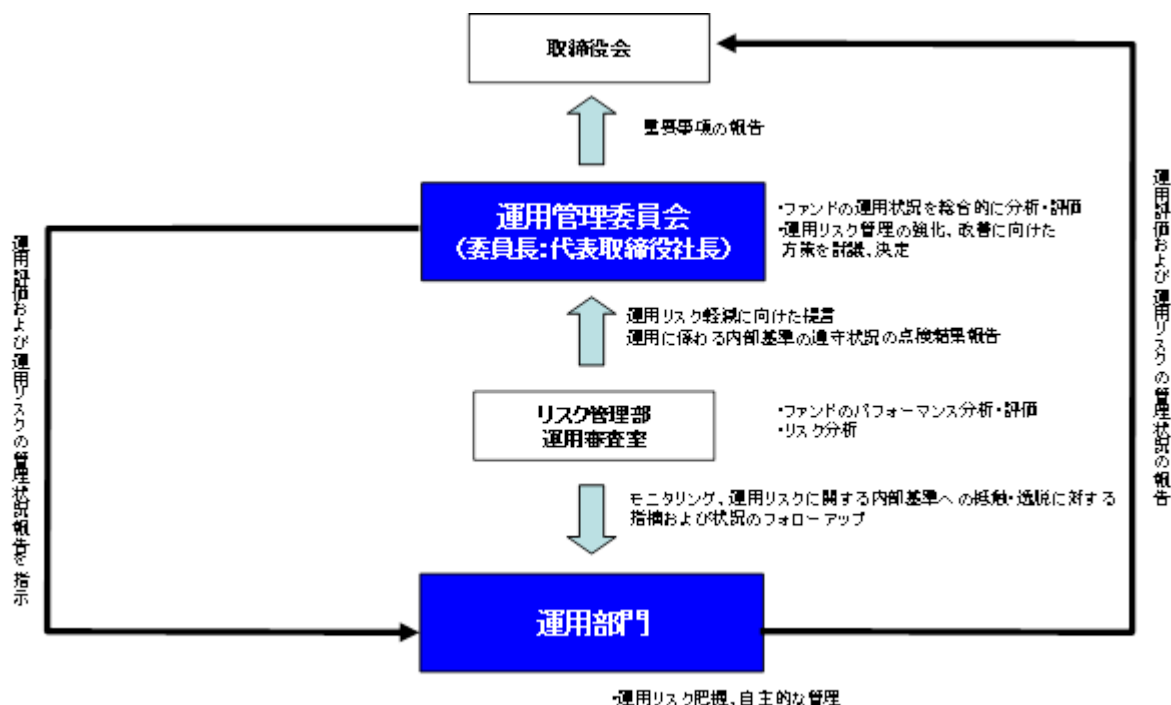 取締役会
重要事項の報告
運用管理委員会
(委員長:代表取締役社長)
・ファンドの運用状況を総合的に分析・評価
・運用リスク管理の強化、改善に向けた
方策を討議、決定
運用リスク軽減に向けた提言
運用に係わる内部基準の遵守状況の点検結果報告
リスク管理部
運用審査室
・ファンドのパフォーマンス分析・評価
・リスク分析
モニタリング、運用リスクに関する内部基準への抵触・逸脱に対する
指摘および状況のフォローアップ
運用部門
・運用リスク把握、自主的な管理
運用評価および運用リスクの管理状況報告を指示
運用評価および運用リスクの管理状況の報告